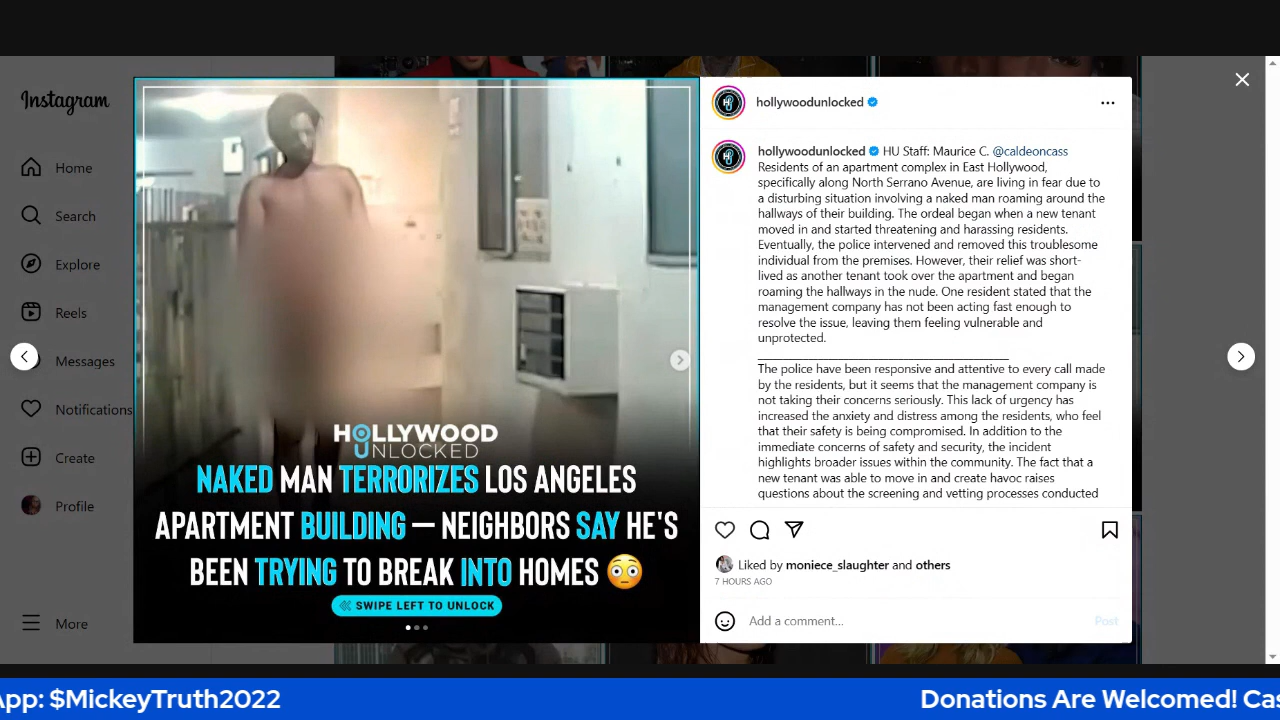 Instagram
Home
Search
Explore
Reels
Messages
Notifications
Create
Profile
More
HOLLYWOOD
UNLOCKED
NAKED MAN TERRORIZES LOS ANGELES
APARTMENT BUILDING — NEIGHBORS SAY HE'S
BEEN TRYING TO BREAK INTO HOMES 😳
SWIPE LEFT TO UNLOCK
hollywoodunlocked
hollywoodunlocked HU Staff: Maurice C. @caldeoncass
Residents of an apartment complex in East Hollywood,
specifically along North Serrano Avenue, are living in fear due to
a disturbing situation involving a naked man roaming around the
hallways of their building. The ordeal began when a new tenant
moved in and started threatening and harassing residents.
Eventually, the police intervened and removed this troublesome
individual from the premises. However, their relief was short-
lived as another tenant took over the apartment and began
roaming the hallways in the nude. One resident stated that the
management company has not been acting fast enough to
resolve the issue, leaving them feeling vulnerable and
unprotected.
The police have been responsive and attentive to every call made
by the residents, but it seems that the management company is
not taking their concerns seriously. This lack of urgency has
increased the anxiety and distress among the residents, who feel
that their safety is being compromised. In addition to the
immediate concerns of safety and security, the incident
highlights broader issues within the community. The fact that a
new tenant was able to move in and create havoc raises
questions about the screening and vetting processes conducted
Liked by moniece_slaughter and others
7 HOURS AGO
Add a comment...
Post
App: $MickeyTruth2022
Donations Are Welcomed! Cas